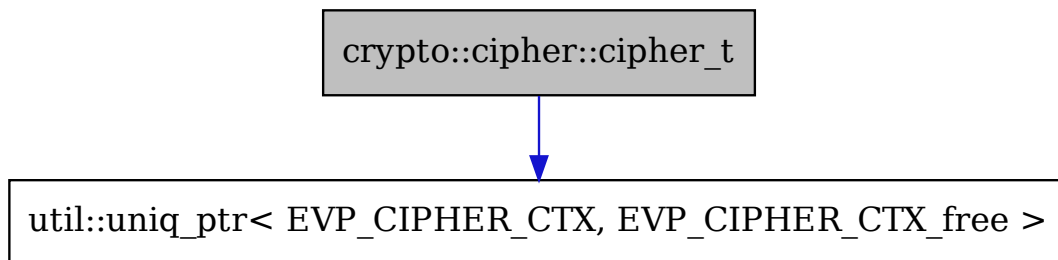 crypto::cipher::cipher_t
util::uniq_ptr< EVP_CIPHER_CTX, EVP_CIPHER_CTX_free >